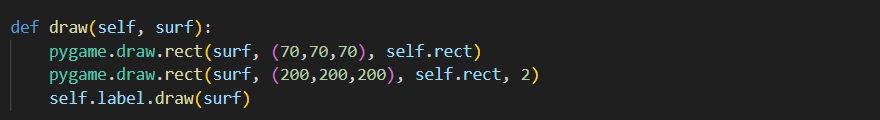 def draw(self, surf):
    pygame.draw.rect(surf, (70,70,70), self.rect)
    pygame.draw.rect(surf, (200,200,200), self.rect, 2)
    self.label.draw(surf)